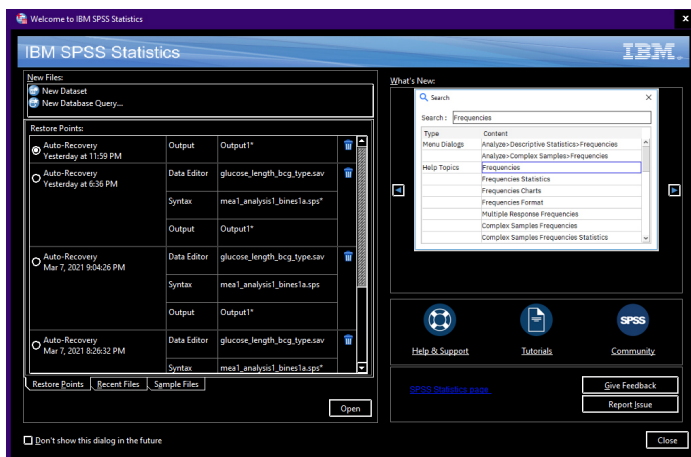 Welcome to IBM SPSS Statistics
IBM SPSS Statistics
IBM.
New Files:
New Dataset
New Database Query...
Restore Points:
Auto-Recovery Output Output1*
Yesterday at 11:59 PM
Auto-Recovery Data Editor glucose_length_bcg_type.sav
Yesterday at 6:36 PM
Syntax mea1_analysis1_bines1a.sps*
Output Output1*
Auto-Recovery Data Editor glucose_length_bcg_type.sav
Mar 7, 2021 9:04:26 PM
Syntax mea1_analysis1_bines1a.sps
Output Output1*
Auto-Recovery Data Editor glucose_length_bcg_type.sav
Mar 7, 2021 8:26:32 PM
Syntax mea1_analysis1_bines1a.sps*
Restore Points Recent Files Sample Files
Open
Don't show this dialog in the future
What's New:
Search
Search : Frequencies
Type Content
Menu Dialogs Analyze>Descriptive Statistics>Frequencies
Analyze>Complex Samples>Frequencies
Help Topics Frequencies
Frequencies Statistics
Frequencies Charts
Frequencies Format
Multiple Response Frequencies
Complex Samples Frequencies
Complex Samples Frequencies Statistics
SPSS
Help & Support Tutorials Community
SPSS Statistics page
Give Feedback
Report Issue
Close